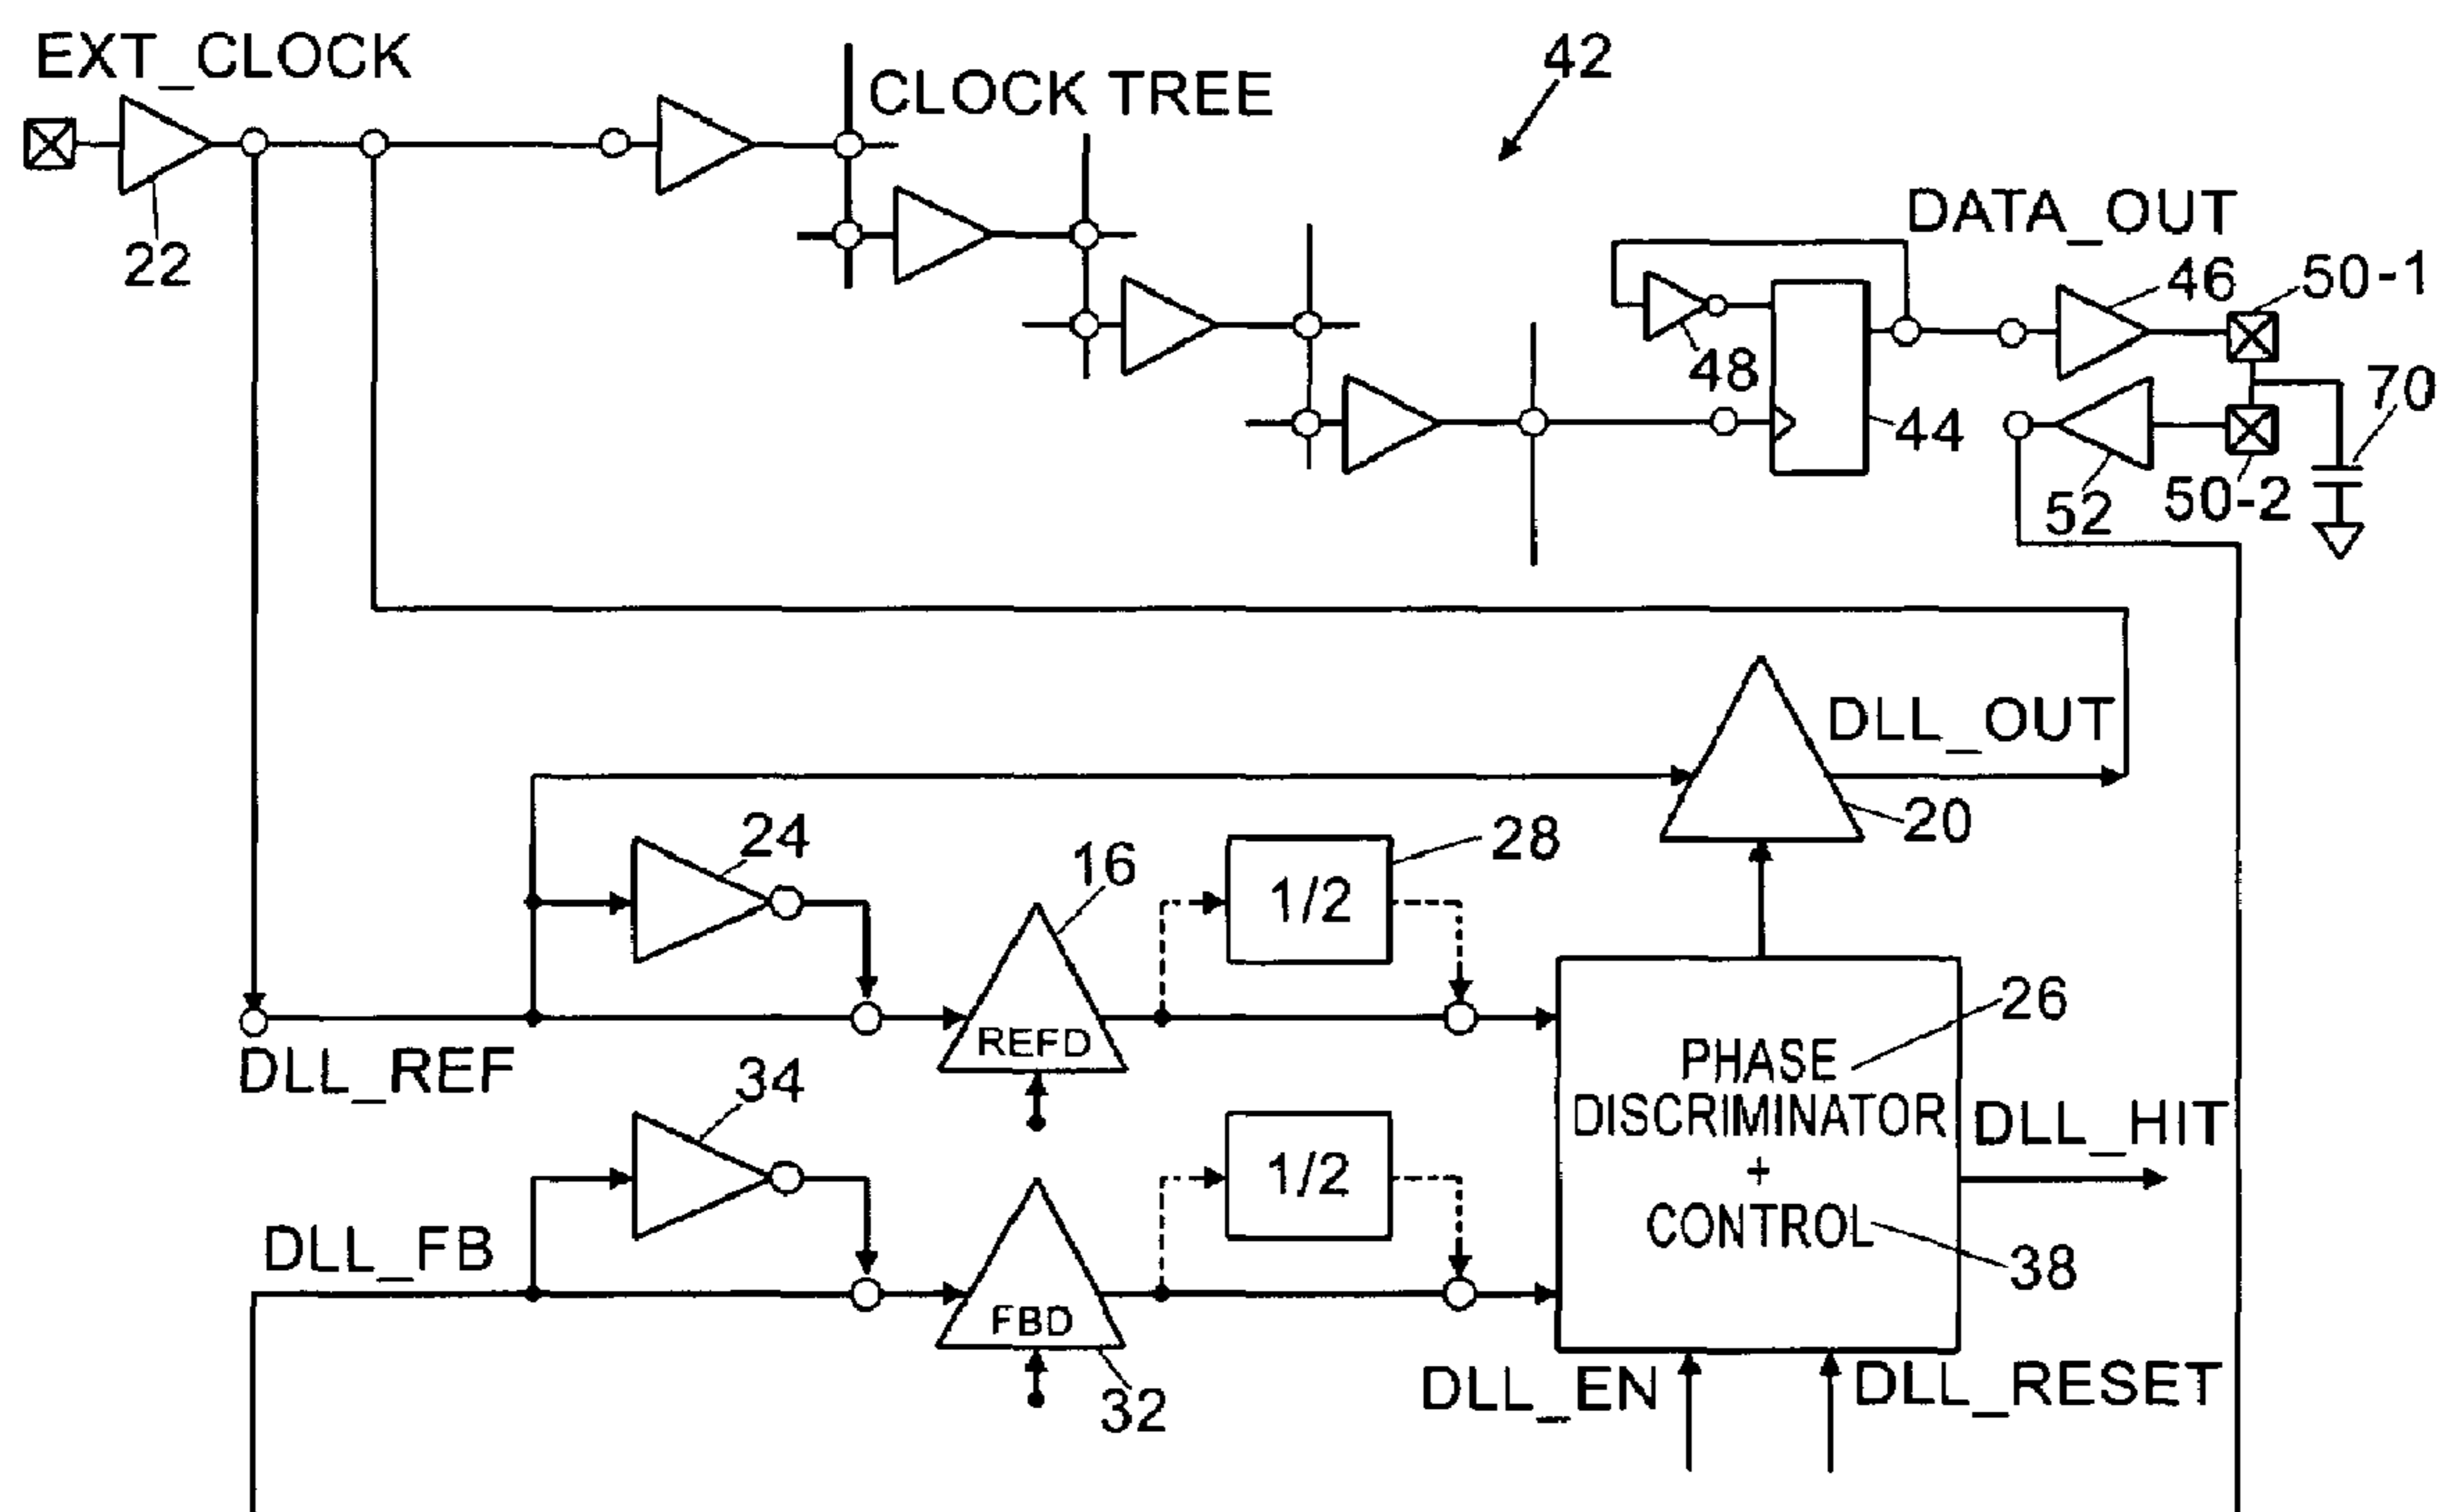 EXT_CLOCK
CLOCK TREE
42
22
DATA_OUT
46
50-1
48
44
70
52
50-2
DLL_OUT
20
24
16
28
1/2
REFD
26
DLL_REF
PHASE
DISCRIMINATOR
+
CONTROL
34
1/2
DLL_HIT
DLL_FB
38
FBD
32
DLL_EN
DLL_RESET